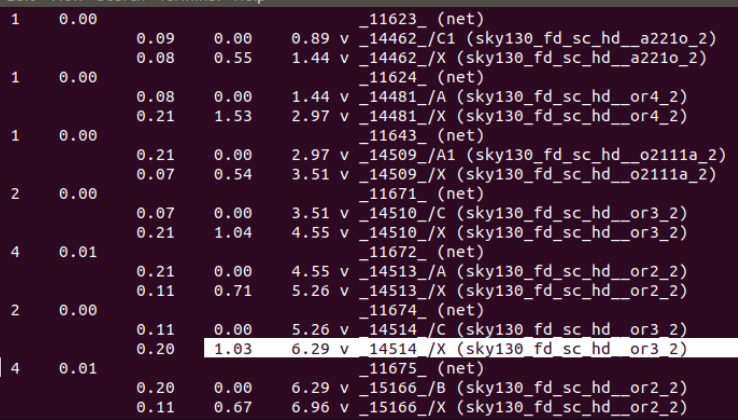 1 0.00 _11623_ (net)
0.09 0.00 0.89 v _14462_/C1 (sky130_fd_sc_hd__a221o_2)
0.08 0.55 1.44 v _14462_/X (sky130_fd_sc_hd__a221o_2)
1 0.00 _11624_ (net)
0.08 0.00 1.44 v _14481_/A (sky130_fd_sc_hd__or4_2)
0.21 1.53 2.97 v _14481_/X (sky130_fd_sc_hd__or4_2)
1 0.00 _11643_ (net)
0.21 0.00 2.97 v _14509_/A1 (sky130_fd_sc_hd__o2111a_2)
0.07 0.54 3.51 v _14509_/X (sky130_fd_sc_hd__o2111a_2)
2 0.00 _11671_ (net)
0.07 0.00 3.51 v _14510_/C (sky130_fd_sc_hd__or3_2)
0.21 1.04 4.55 v _14510_/X (sky130_fd_sc_hd__or3_2)
4 0.01 _11672_ (net)
0.21 0.00 4.55 v _14513_/A (sky130_fd_sc_hd__or2_2)
0.11 0.71 5.26 v _14513_/X (sky130_fd_sc_hd__or2_2)
2 0.00 _11674_ (net)
0.11 0.00 5.26 v _14514_/C (sky130_fd_sc_hd__or3_2)
0.20 1.03 6.29 v _14514_/X (sky130_fd_sc_hd__or3_2)
4 0.01 _11675_ (net)
0.20 0.00 6.29 v _15166_/B (sky130_fd_sc_hd__or2_2)
0.11 0.67 6.96 v _15166_/X (sky130_fd_sc_hd__or2_2)